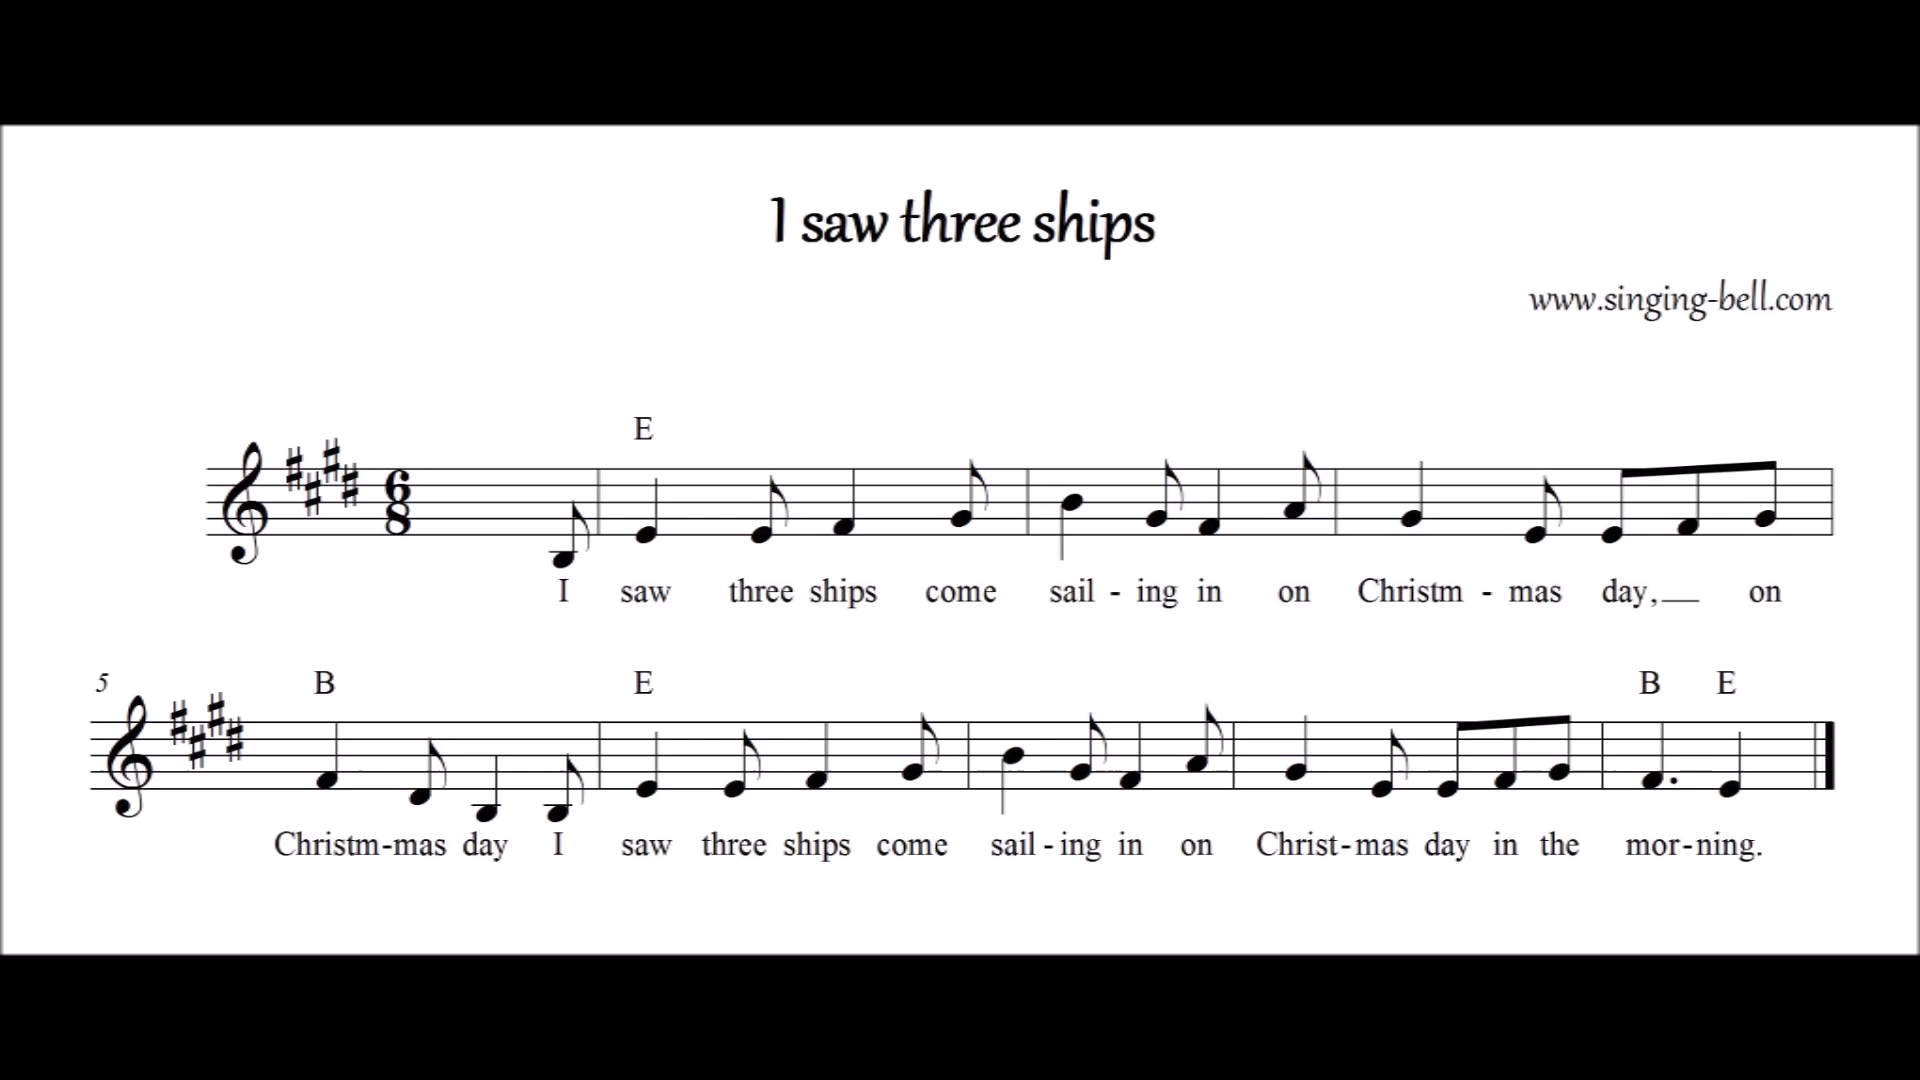 I saw three ships
www.singing-bell.com
E
6
8
I saw three ships come sail - ing in on Christm - mas day, on
5 B E B E
Christm-mas day I saw three ships come sail - ing in on Christ-mas day in the mor-ning.